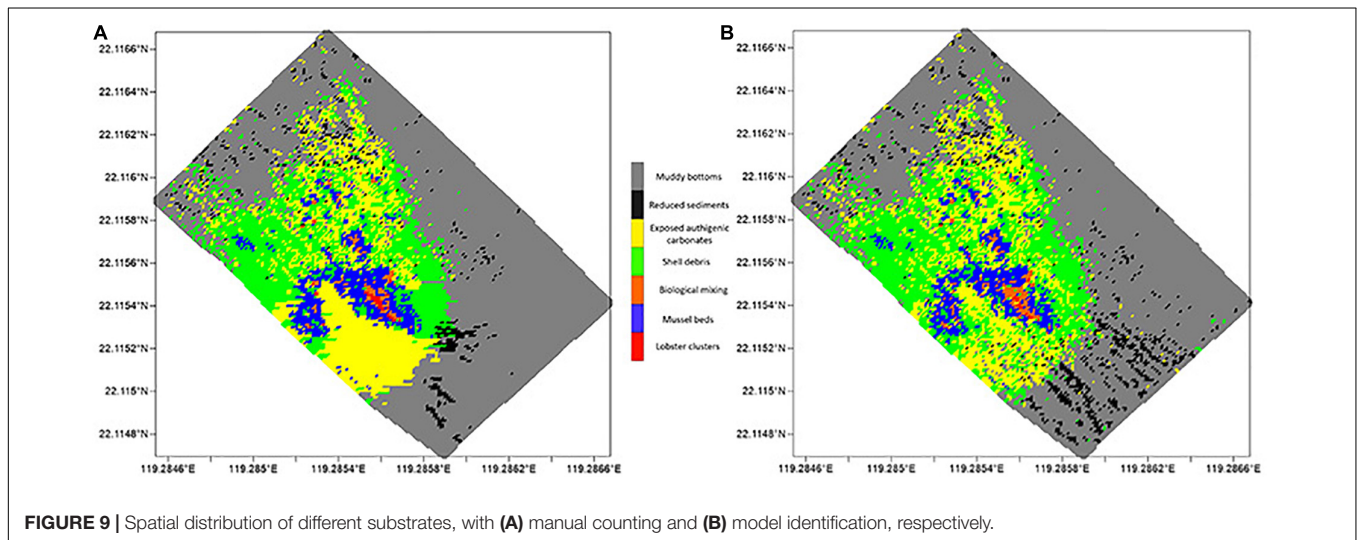 A
22.1166°N
22.1164°N
22.1162°N
22.116°N
22.1158°N
22.1156°N
22.1154°N
22.1152°N
22.115°N
22.1148°N
119.2846°E
119.285°E
119.2854°E
119.2858°E
119.2862°E
119.2866°E
Muddy bottoms
Reduced sediments
Exposed authigenic
carbonates
Shell debris
Biological mixing
Mussel beds
Lobster clusters
B
22.1166°N
22.1164°N
22.1162°N
22.116°N
22.1158°N
22.1156°N
22.1154°N
22.1152°N
22.115°N
22.1148°N
119.2846°E
119.285°E
119.2854°E
119.2858°E
119.2862°E
119.2866°E
FIGURE 9 | Spatial distribution of different substrates, with (A) manual counting and (B) model identification, respectively.